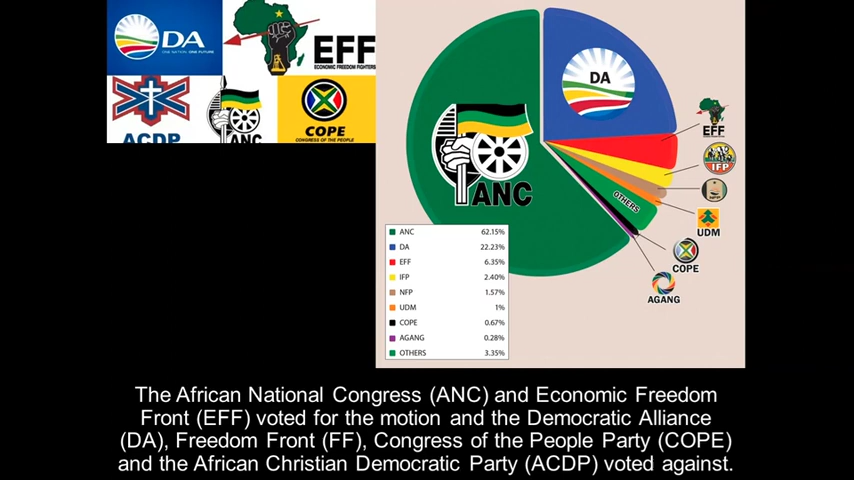 DA
ONE NATION. ONE FUTURE
EFF
ECONOMIC FREEDOM FIGHTERS
ACDP
ANC
COPE
CONGRESS OF THE PEOPLE
DA
ANC
EFF
IFP
OTHERS
UDM
COPE
AGANG
ANC 62.15%
DA 22.23%
EFF 6.35%
IFP 2.40%
NFP 1.57%
UDM 1%
COPE 0.67%
AGANG 0.28%
OTHERS 3.35%
The African National Congress (ANC) and Economic Freedom
Front (EFF) voted for the motion and the Democratic Alliance
(DA), Freedom Front (FF), Congress of the People Party (COPE)
and the African Christian Democratic Party (ACDP) voted against.